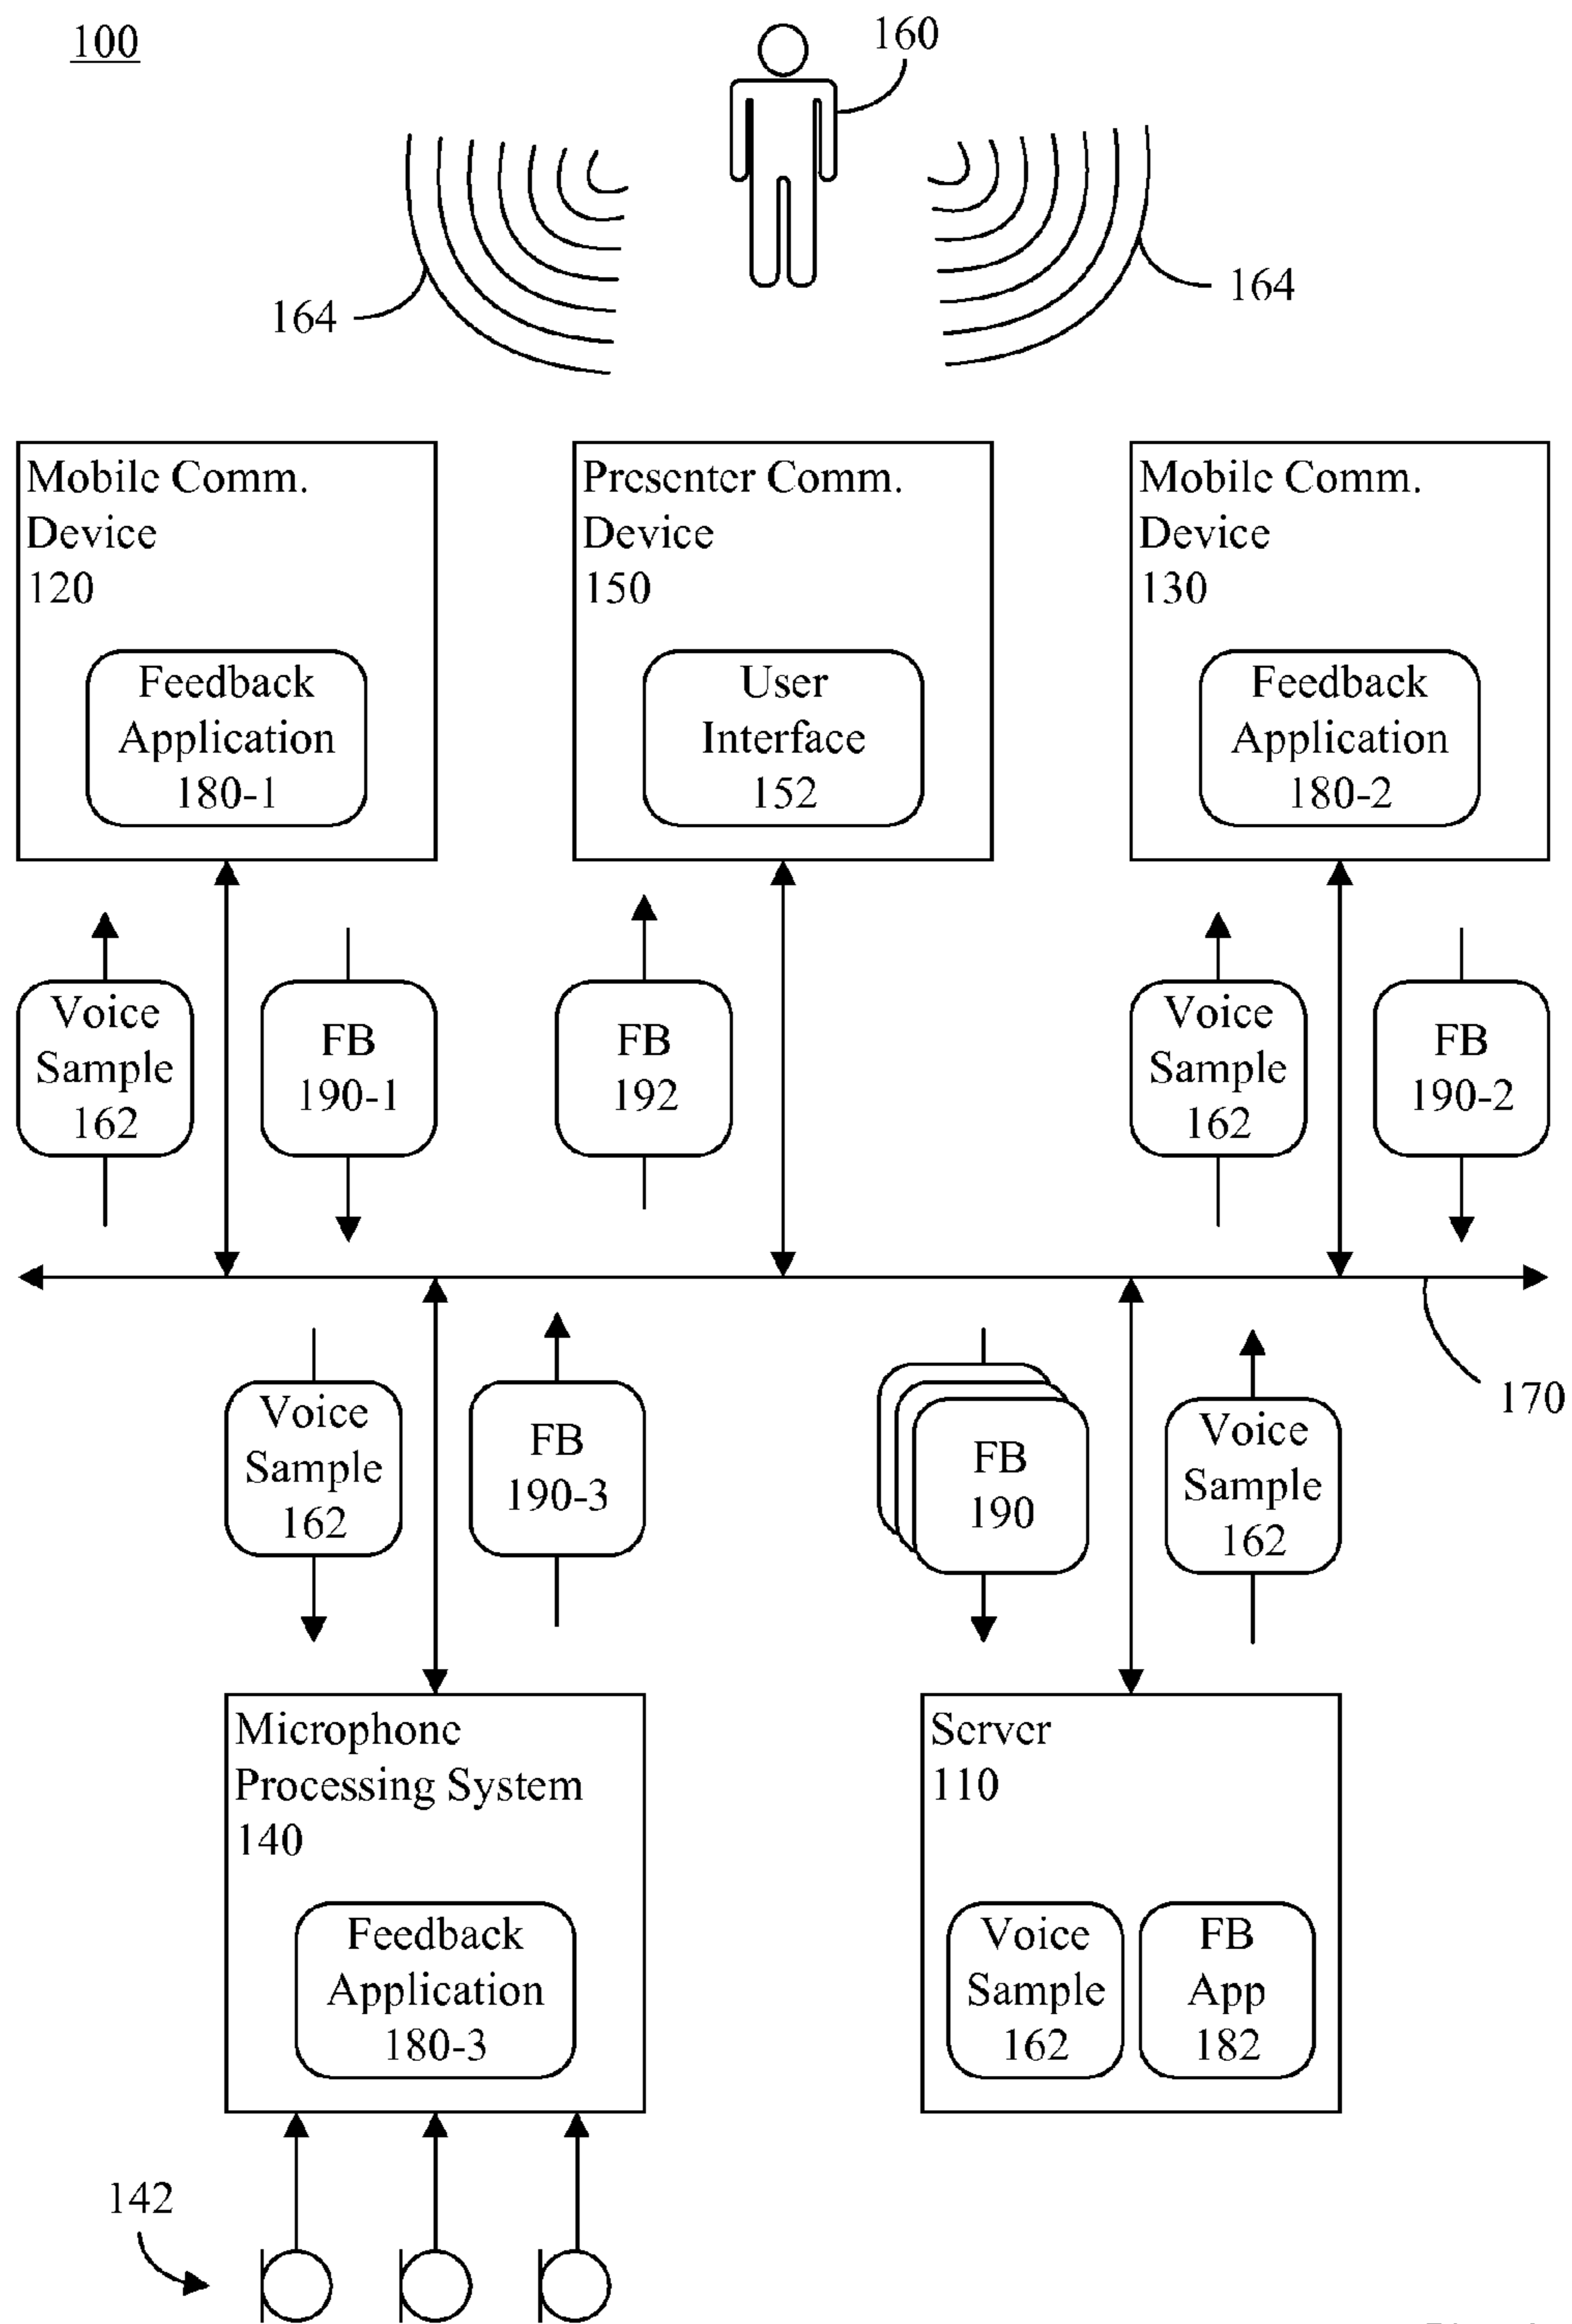 100
160
164
164
Mobile Comm.
Device
120
Feedback
Application
180-1
Presenter Comm.
Device
150
User
Interface
152
Mobile Comm.
Device
130
Feedback
Application
180-2
Voice
Sample
162
FB
190-1
FB
192
Voice
Sample
162
FB
190-2
170
Voice
Sample
162
FB
190-3
FB
190
Voice
Sample
162
Microphone
Processing System
140
Feedback
Application
180-3
Server
110
Voice
Sample
162
FB
App
182
142